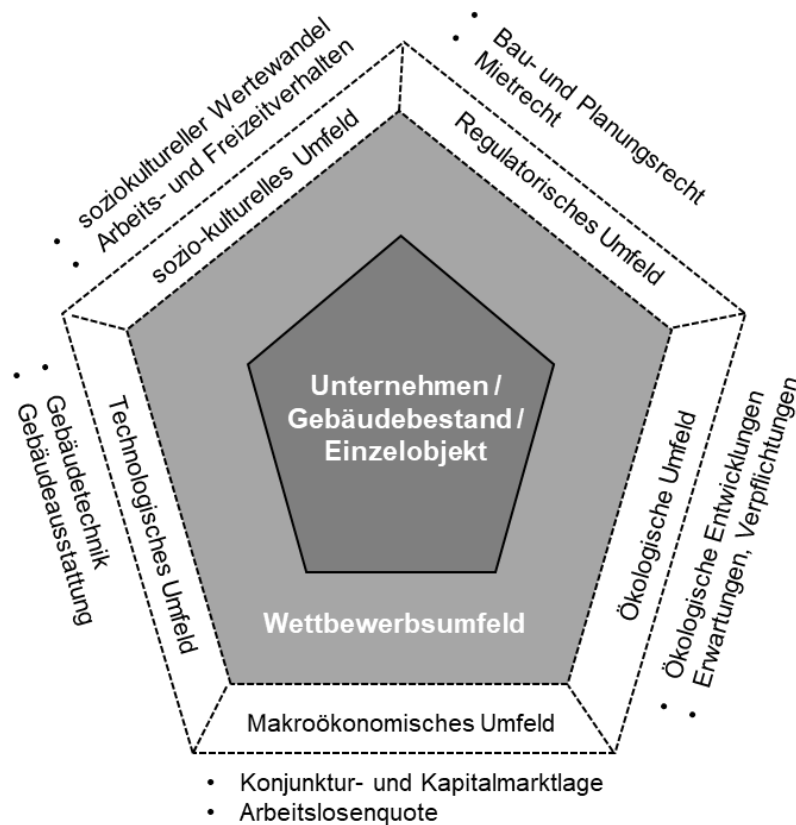 • soziokultureller Wertewandel
• Arbeits- und Freizeitverhalten
sozio-kulturelles Umfeld
• Bau- und Planungsrecht
• Mietrecht
Regulatorisches Umfeld
Unternehmen /
Gebäudebestand /
Einzelobjekt
Wettbewerbsumfeld
Technologisches Umfeld
• Gebäudetechnik
• Gebäudeausstattung
Ökologische Umfeld
• Ökologische Entwicklungen
• Erwartungen, Verpflichtungen
Makroökonomisches Umfeld
• Konjunktur- und Kapitalmarktlage
• Arbeitslosenquote